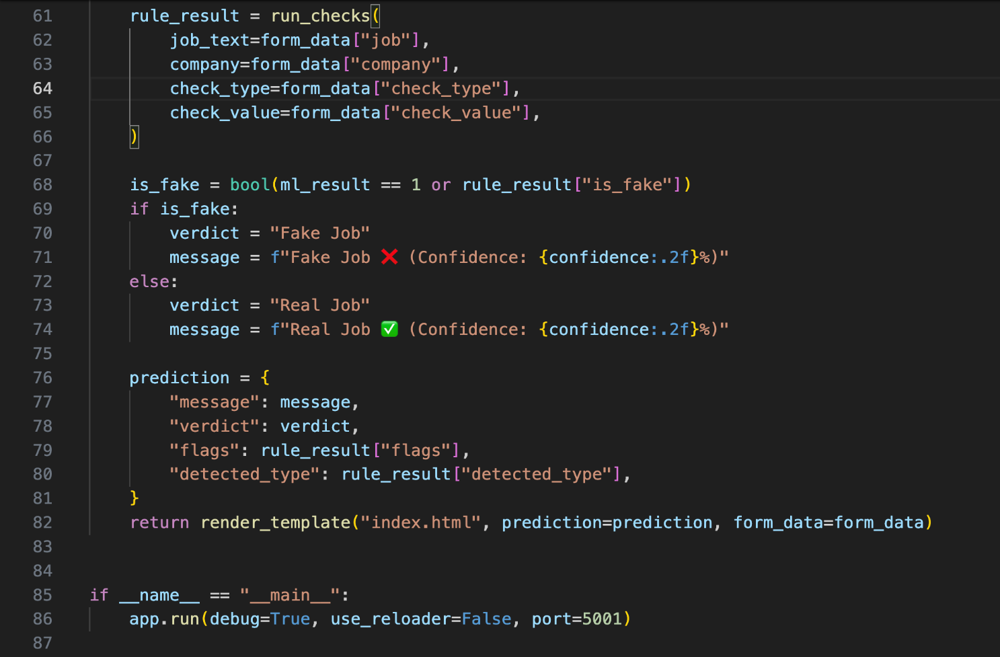 61 rule_result = run_checks(
62 job_text=form_data["job"],
63 company=form_data["company"],
64 check_type=form_data["check_type"],
65 check_value=form_data["check_value"],
66 )
67
68 is_fake = bool(ml_result == 1 or rule_result["is_fake"])
69 if is_fake:
70 verdict = "Fake Job"
71 message = f"Fake Job ❌ (Confidence: {confidence:.2f}%)"
72 else:
73 verdict = "Real Job"
74 message = f"Real Job ✅ (Confidence: {confidence:.2f}%)"
75
76 prediction = {
77 "message": message,
78 "verdict": verdict,
79 "flags": rule_result["flags"],
80 "detected_type": rule_result["detected_type"],
81 }
82 return render_template("index.html", prediction=prediction, form_data=form_data)
83
84
85 if __name__ == "__main__":
86 app.run(debug=True, use_reloader=False, port=5001)
87